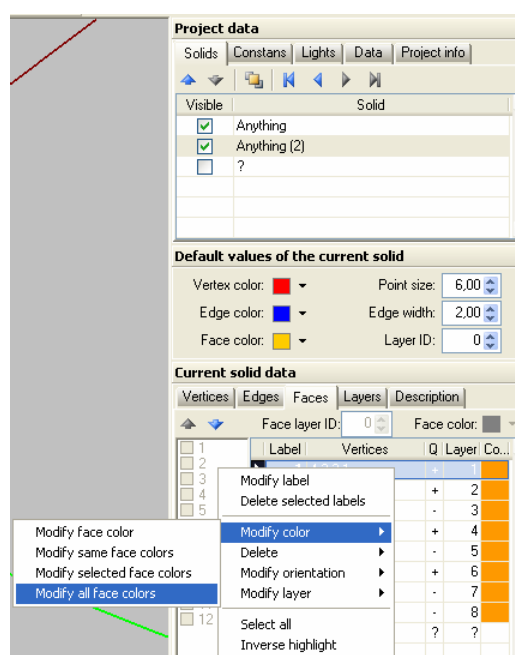 Project data
Solids Constans Lights Data Project info
Visible Solid
Anything
Anything (2)
?
Default values of the current solid
Vertex color: Point size: 6,00
Edge color: Edge width: 2,00
Face color: Layer ID: 0
Current solid data
Vertices Edges Faces Layers Description
Face layer ID: 0 Face color:
1 Label Vertices Q Layer Co...
2 + 1
3 Modify label
4 + 2
Delete selected labels
5 - 3
Modify face color Modify color + 4
Modify same face colors Delete - 5
Modify selected face colors Modify orientation + 6
Modify all face colors Modify layer - 7
- 8
12 Select all
? ?
Inverse highlight